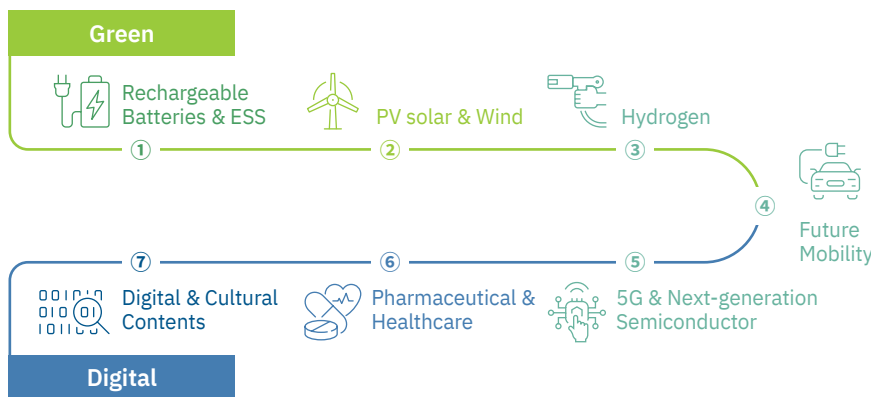 Green
Rechargeable
Batteries & ESS
PV solar & Wind
Hydrogen
①
②
③
④
Future
Mobility
⑦
⑥
⑤
Digital & Cultural
Contents
Pharmaceutical &
Healthcare
5G & Next-generation
Semiconductor
Digital